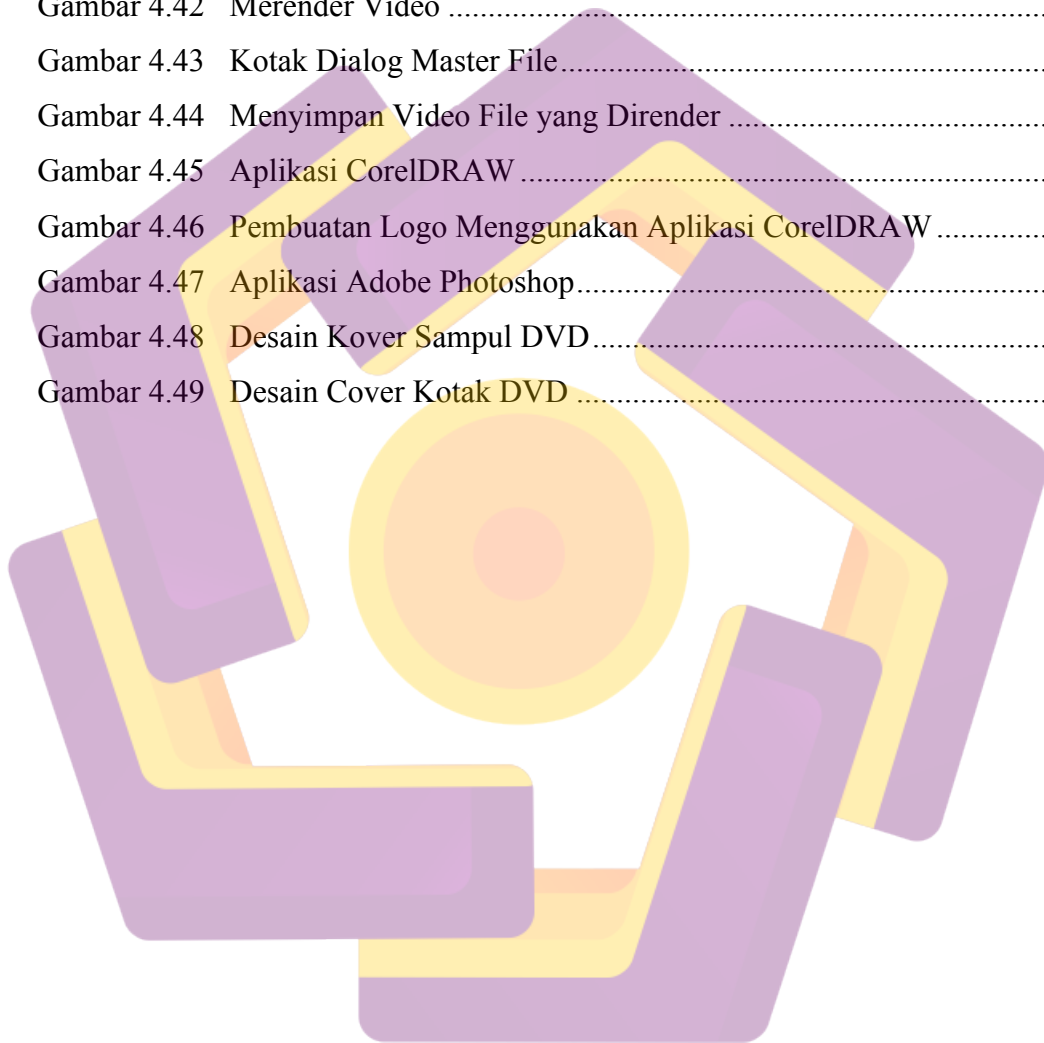 Gambar 4.42 Merender Video ........................................................................
Gambar 4.43 Kotak Dialog Master File............................................................
Gambar 4.44 Menyimpan Video File yang Dirender .......................................
Gambar 4.45 Aplikasi CorelDRAW .................................................................
Gambar 4.46 Pembuatan Logo Menggunakan Aplikasi CorelDRAW ..............
Gambar 4.47 Aplikasi Adobe Photoshop..........................................................
Gambar 4.48 Desain Kover Sampul DVD........................................................
Gambar 4.49 Desain Cover Kotak DVD ..........................................................